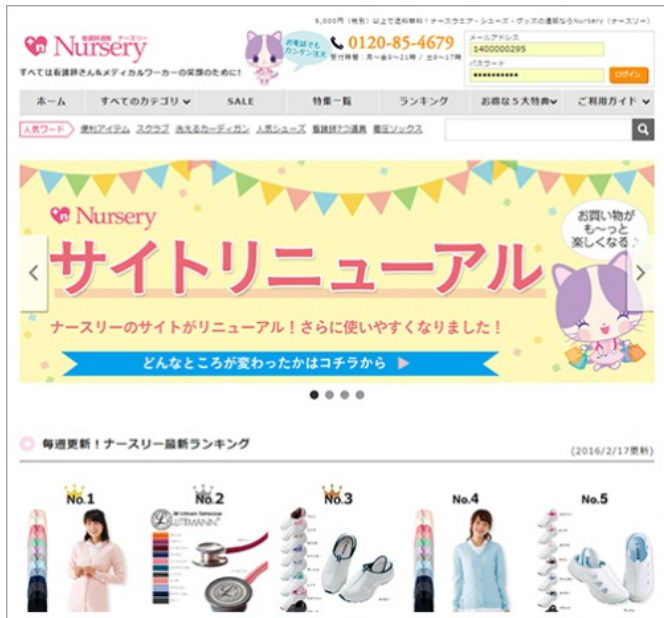 5,000円（税別）以上で送料無料！ナースウエア・シューズ・グッズの通販ならNursery（ナースリー）
看護師通販 ナースリー
Nursery
すべては看護師さん&メディカルワーカーの笑顔のために!
お電話でも
カンタン注文
0120-85-4679
受付時間：月～金9～21時 / 土9～17時
メールアドレス
1400000295
パスワード
**********
ログイン
ホーム
すべてのカテゴリ
SALE
特集一覧
ランキング
お得な5大特典
ご利用ガイド
人気ワード
便利アイテム スクラブ 洗えるカーディガン 人気シューズ 看護師7つ道具 着圧ソックス
Nursery
サイトリニューアル
ナースリーのサイトがリニューアル！さらに使いやすくなりました！
どんなところが変わったかはコチラから
お買い物が
も～っと
楽しくなる♪
毎週更新！ナースリー最新ランキング
(2016/2/17更新)
No.1
No.2
No.3
No.4
No.5